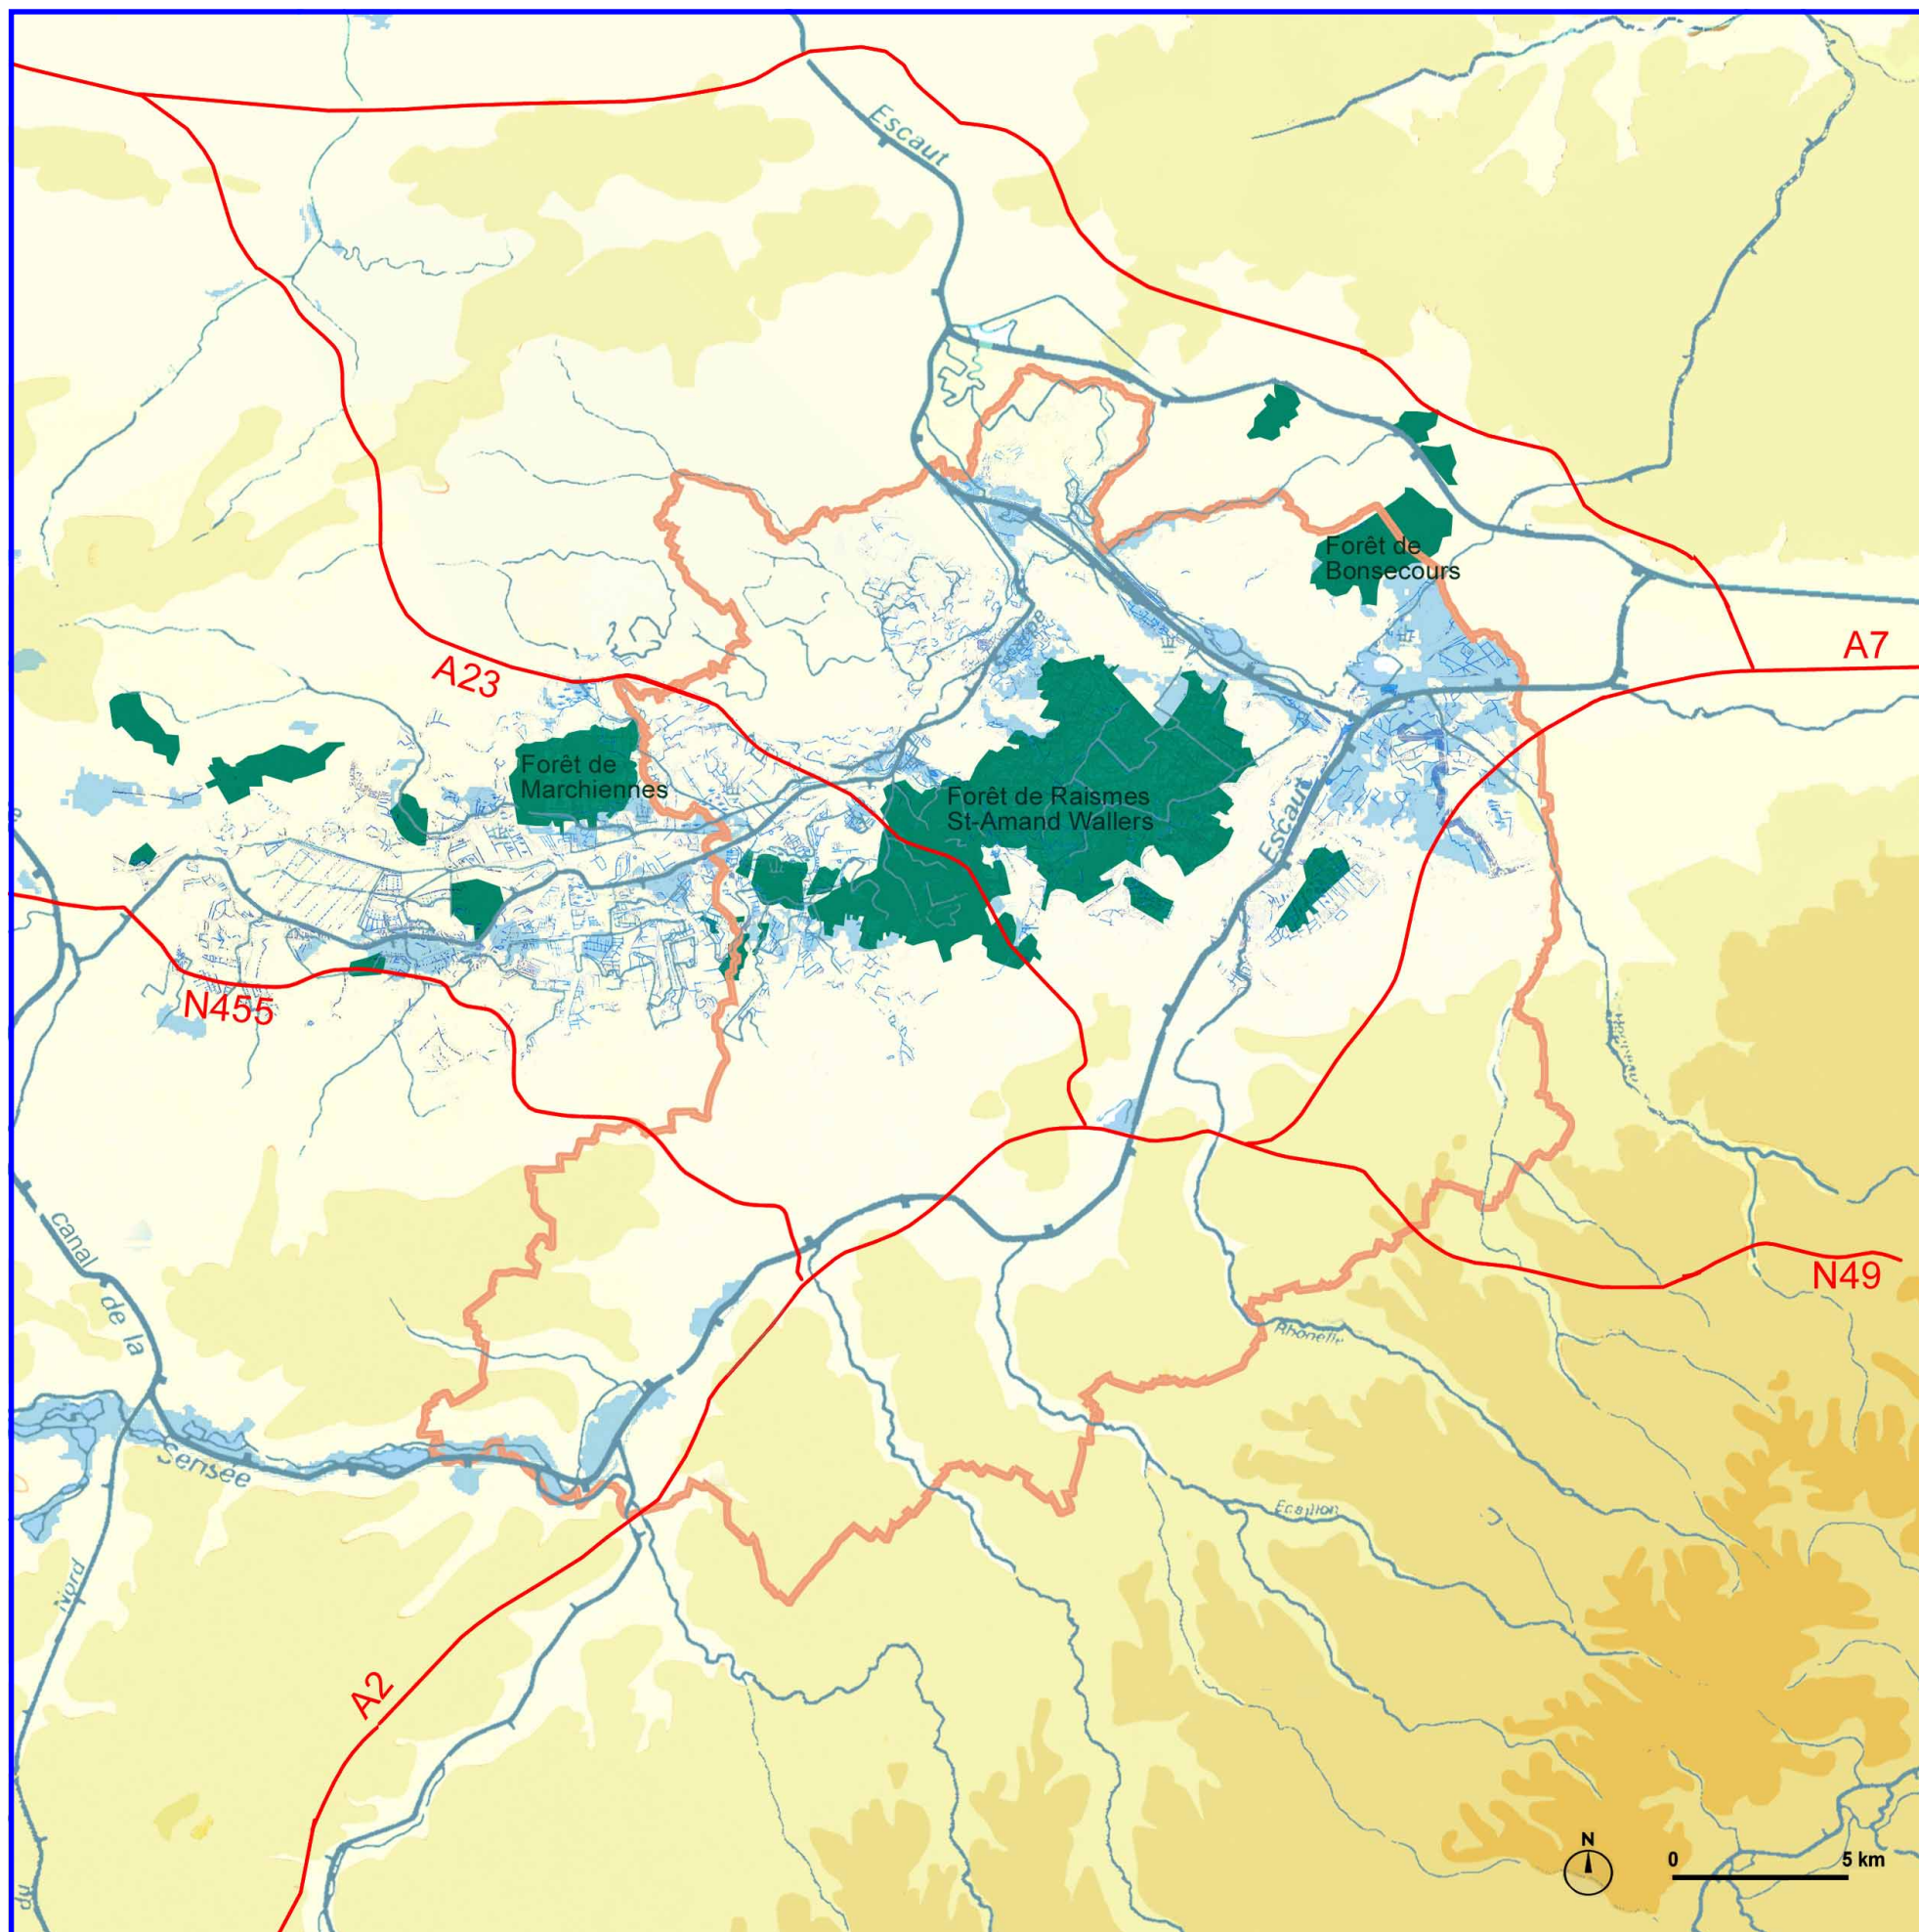 Escaut
Forêt de
Bonsecours
A7
A23
Forêt de
Marchiennes
Forêt de Raismes
St-Amand Wallers
Escaut
N455
canal
de la
N49
Rhonelle
Sensée
Ecaillon
Nord
A2
N
0
5 km
du